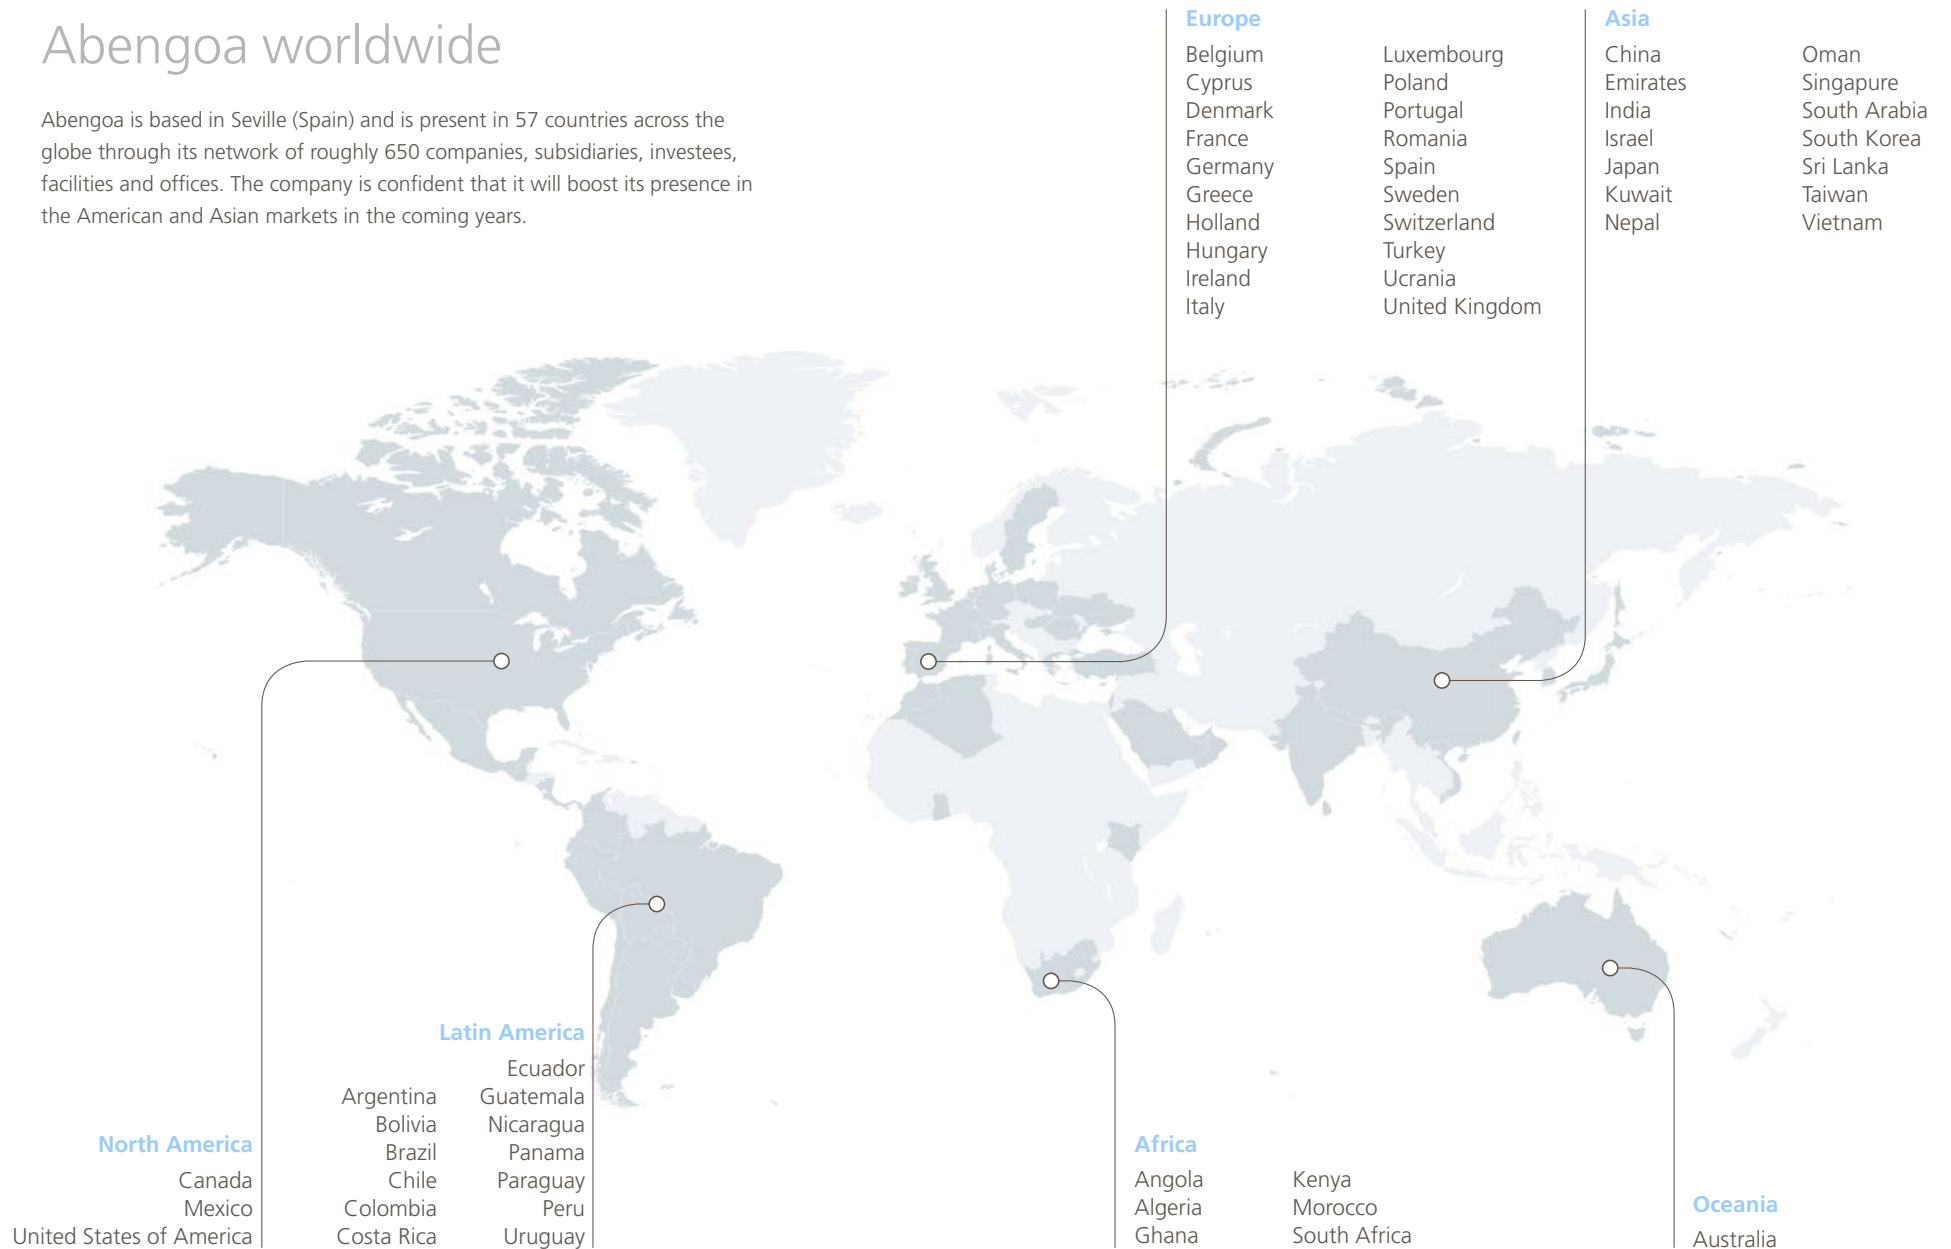 Abengoa worldwide
Abengoa is based in Seville (Spain) and is present in 57 countries across the
globe through its network of roughly 650 companies, subsidiaries, investees,
facilities and offices. The company is confident that it will boost its presence in
the American and Asian markets in the coming years.
Europe
Belgium
Cyprus
Denmark
France
Germany
Greece
Holland
Hungary
Ireland
Italy
Luxembourg
Poland
Portugal
Romania
Spain
Sweden
Switzerland
Turkey
Ucrania
United Kingdom
Asia
China
Emirates
India
Israel
Japan
Kuwait
Nepal
Oman
Singapure
South Arabia
South Korea
Sri Lanka
Taiwan
Vietnam
North America
Canada
Mexico
United States of America
Latin America
Argentina
Bolivia
Brazil
Chile
Colombia
Costa Rica
Ecuador
Guatemala
Nicaragua
Panama
Paraguay
Peru
Uruguay
Africa
Angola
Algeria
Ghana
Kenya
Morocco
South Africa
Oceania
Australia